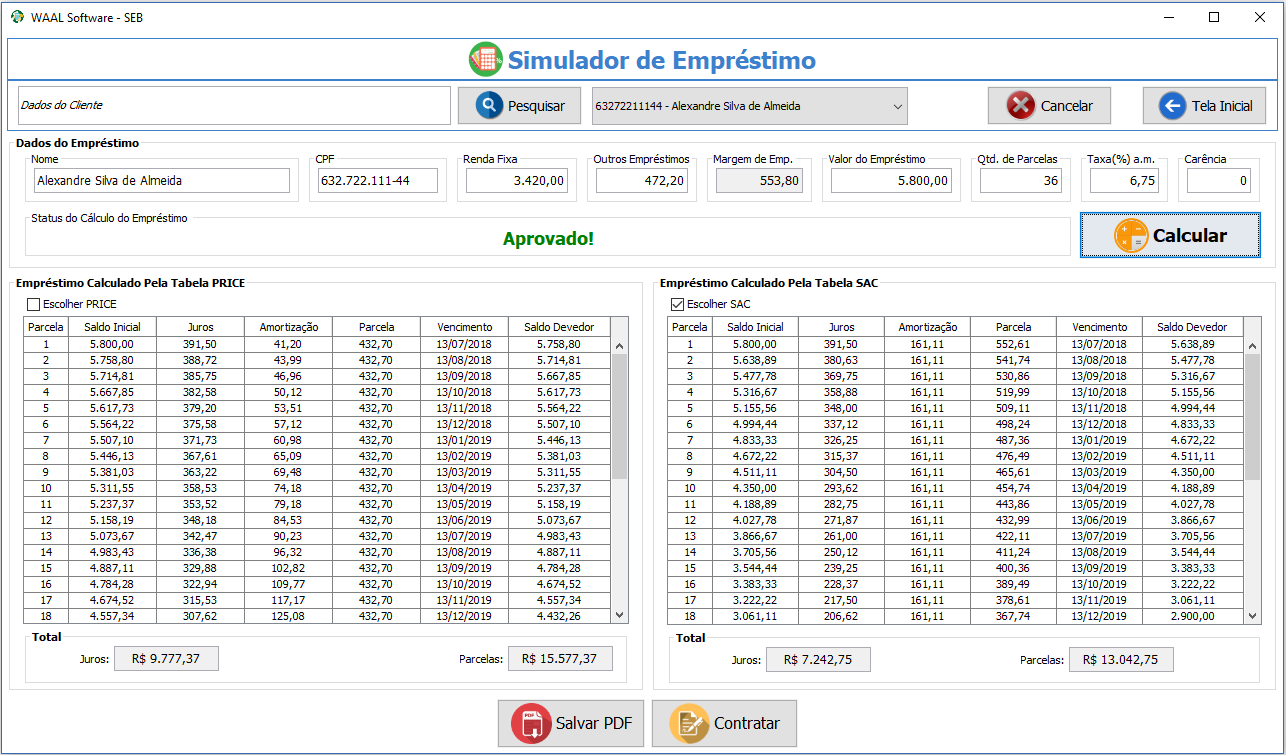 WAAL Software - SEB
Simulador de Empréstimo
Dados do Cliente Pesquisar 63272211144 - Alexandre Silva de Almeida Cancelar Tela Inicial
Dados do Empréstimo
Nome CPF Renda Fixa Outros Empréstimos Margem de Emp. Valor do Empréstimo Qtd. de Parcelas Taxa(%) a.m. Carência
Alexandre Silva de Almeida 632.722.111-44 3.420,00 472,20 553,80 5.800,00 36 6,75 0
Status do Cálculo do Empréstimo
Aprovado! Calcular
Empréstimo Calculado Pela Tabela PRICE
Escolher PRICE
Parcela Saldo Inicial Juros Amortização Parcela Vencimento Saldo Devedor
1 5.800,00 391,50 41,20 432,70 13/07/2018 5.758,80
2 5.758,80 388,72 43,99 432,70 13/08/2018 5.714,81
3 5.714,81 385,75 46,96 432,70 13/09/2018 5.667,85
4 5.667,85 382,58 50,12 432,70 13/10/2018 5.617,73
5 5.617,73 379,20 53,51 432,70 13/11/2018 5.564,22
6 5.564,22 375,58 57,12 432,70 13/12/2018 5.507,10
7 5.507,10 371,73 60,98 432,70 13/01/2019 5.446,13
8 5.446,13 367,61 65,09 432,70 13/02/2019 5.381,03
9 5.381,03 363,22 69,48 432,70 13/03/2019 5.311,55
10 5.311,55 358,53 74,18 432,70 13/04/2019 5.237,37
11 5.237,37 353,52 79,18 432,70 13/05/2019 5.158,19
12 5.158,19 348,18 84,53 432,70 13/06/2019 5.073,67
13 5.073,67 342,47 90,23 432,70 13/07/2019 4.983,43
14 4.983,43 336,38 96,32 432,70 13/08/2019 4.887,11
15 4.887,11 329,88 102,82 432,70 13/09/2019 4.784,28
16 4.784,28 322,94 109,77 432,70 13/10/2019 4.674,52
17 4.674,52 315,53 117,17 432,70 13/11/2019 4.557,34
18 4.557,34 307,62 125,08 432,70 13/12/2019 4.432,26
Total
Juros: R$ 9.777,37 Parcelas: R$ 15.577,37
Empréstimo Calculado Pela Tabela SAC
Escolher SAC
Parcela Saldo Inicial Juros Amortização Parcela Vencimento Saldo Devedor
1 5.800,00 391,50 161,11 552,61 13/07/2018 5.638,89
2 5.638,89 380,63 161,11 541,74 13/08/2018 5.477,78
3 5.477,78 369,75 161,11 530,86 13/09/2018 5.316,67
4 5.316,67 358,88 161,11 519,99 13/10/2018 5.155,56
5 5.155,56 348,00 161,11 509,11 13/11/2018 4.994,44
6 4.994,44 337,12 161,11 498,24 13/12/2018 4.833,33
7 4.833,33 326,25 161,11 487,36 13/01/2019 4.672,22
8 4.672,22 315,37 161,11 476,49 13/02/2019 4.511,11
9 4.511,11 304,50 161,11 465,61 13/03/2019 4.350,00
10 4.350,00 293,62 161,11 454,74 13/04/2019 4.188,89
11 4.188,89 282,75 161,11 443,86 13/05/2019 4.027,78
12 4.027,78 271,87 161,11 432,99 13/06/2019 3.866,67
13 3.866,67 261,00 161,11 422,11 13/07/2019 3.705,56
14 3.705,56 250,12 161,11 411,24 13/08/2019 3.544,44
15 3.544,44 239,25 161,11 400,36 13/09/2019 3.383,33
16 3.383,33 228,37 161,11 389,49 13/10/2019 3.222,22
17 3.222,22 217,50 161,11 378,61 13/11/2019 3.061,11
18 3.061,11 206,62 161,11 367,74 13/12/2019 2.900,00
Total
Juros: R$ 7.242,75 Parcelas: R$ 13.042,75
PDF Salvar PDF Contratar